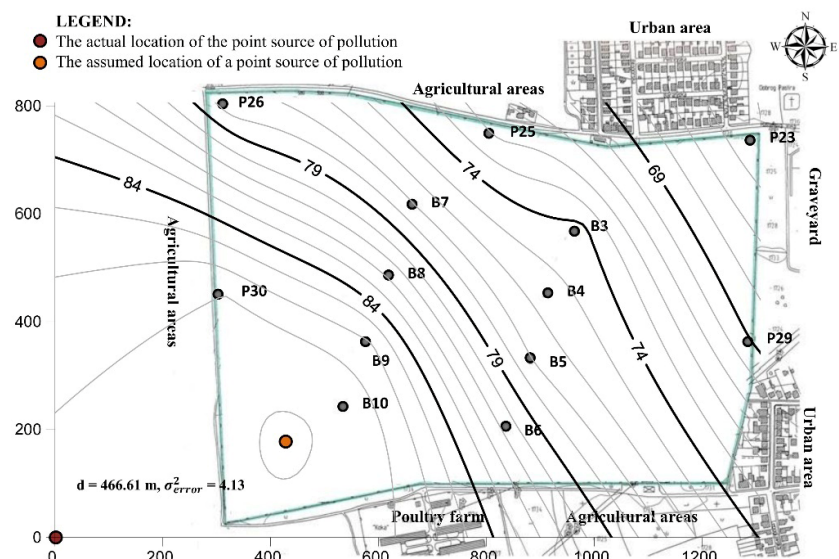 LEGEND:
The actual location of the point source of pollution
The assumed location of a point source of pollution
Urban area
N
W
E
S
Agricultural areas
800
P26
P25
P23
79
74
69
84
Graveyard
600
B7
B3
Agricultural areas
P30
B8
B4
84
400
B9
79
B5
74
P29
B10
200
B6
Urban area
d = 466.61 m, σ²error = 4.13
Poultry farm
Agricultural areas
0
0
200
400
600
800
1000
1200